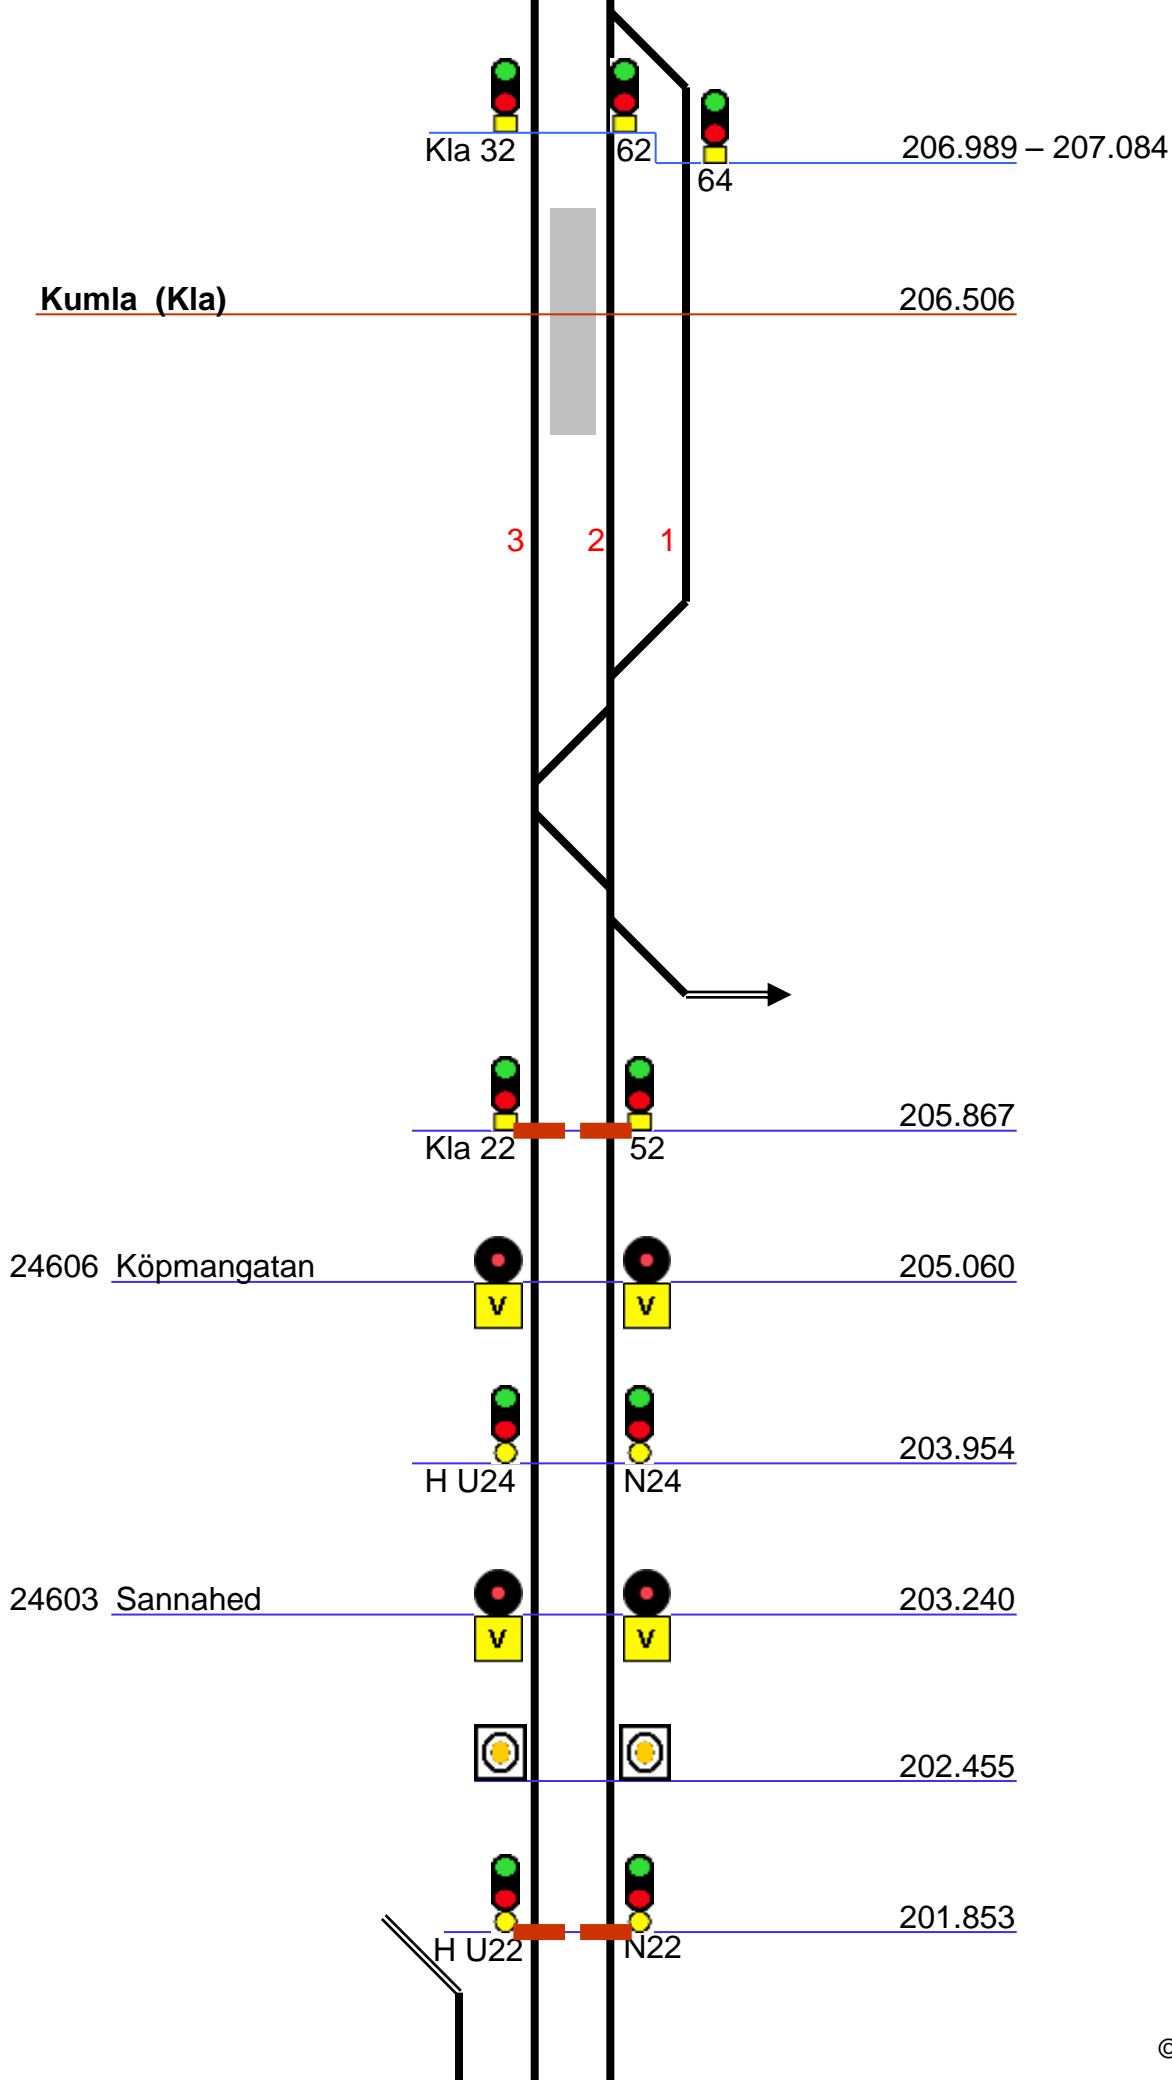 Kla 32 62 206.989 – 207.084
64
Kumla (Kla) 206.506
3 2 1
205.867
Kla 22 52
24606 Köpmangatan 205.060
V V
203.954
H U24 N24
24603 Sannahed 203.240
V V
202.455
201.853
H U22 N22
©